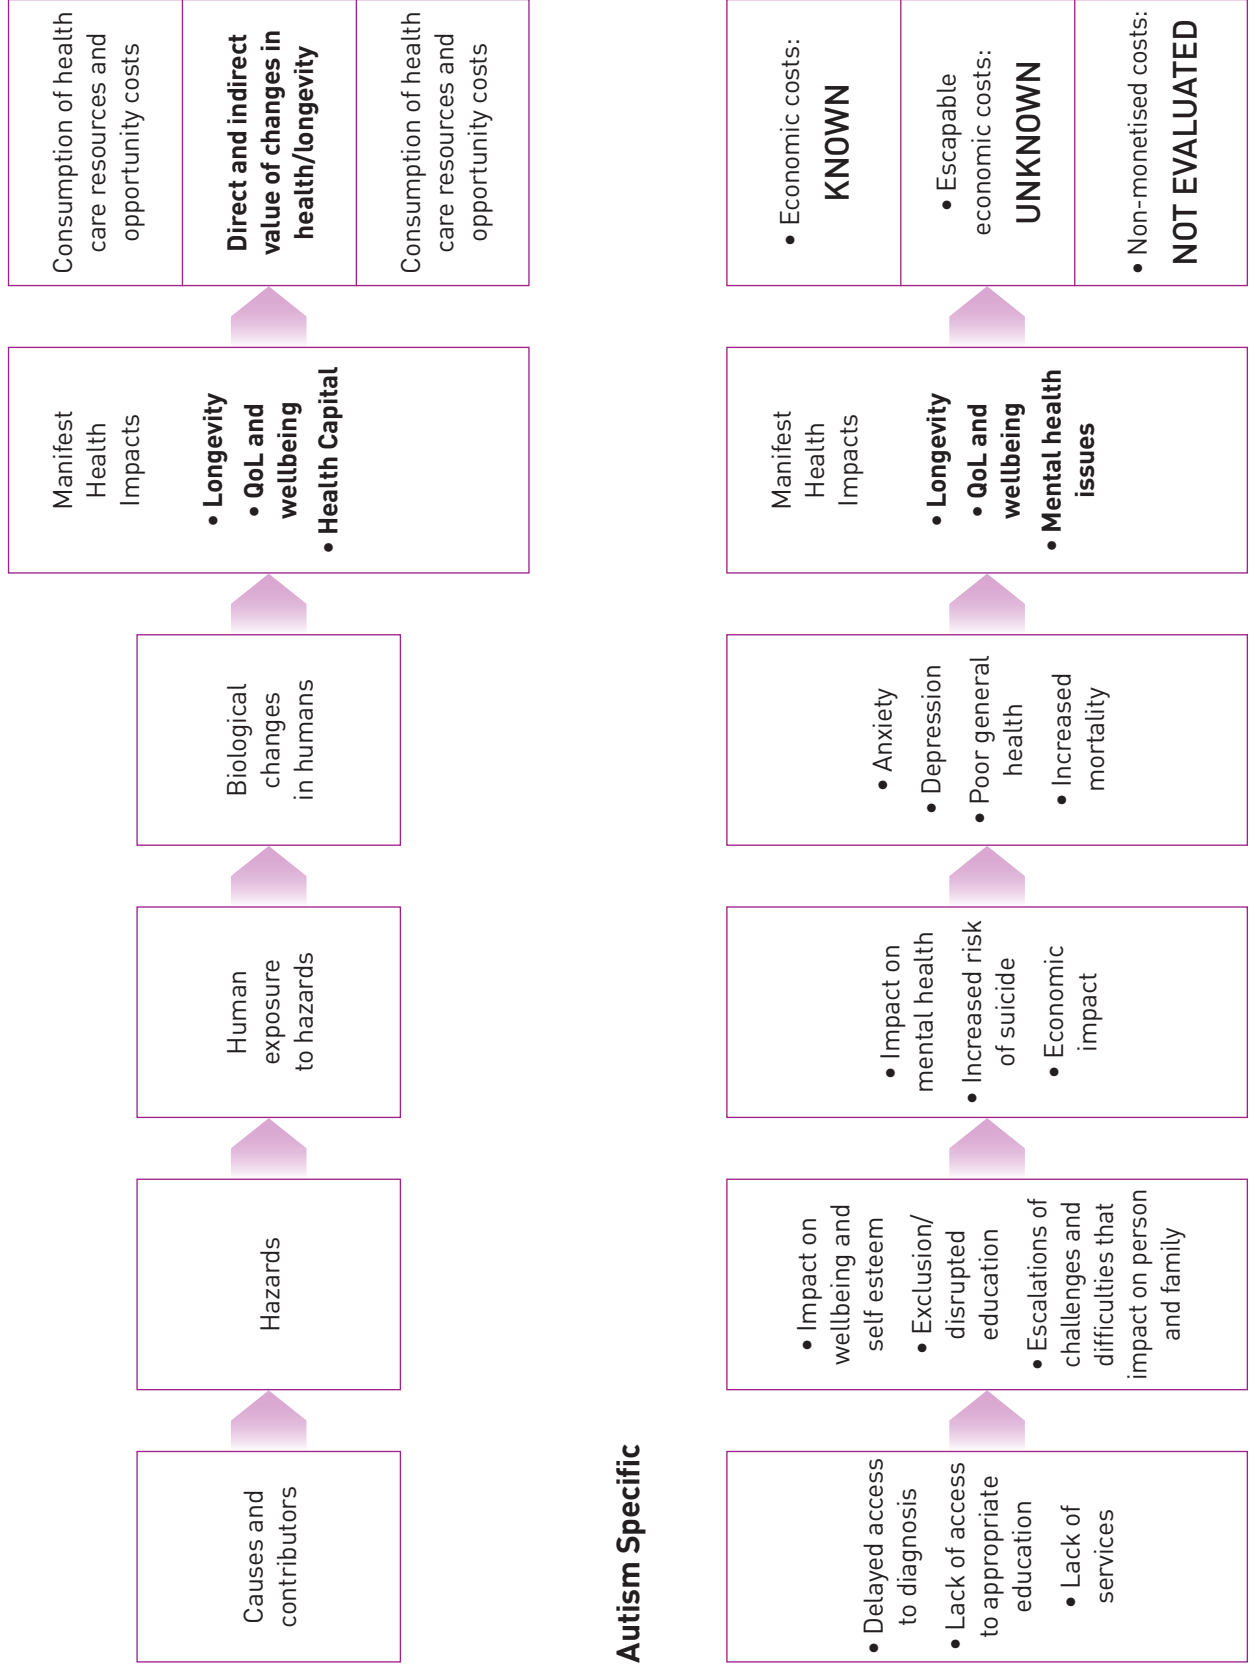 Causes and
contributors
Hazards
Human
exposure
to hazards
Biological
changes
in humans
Manifest
Health
Impacts
• Longevity
• QoL and
wellbeing
• Health Capital
Consumption of health
care resources and
opportunity costs
Direct and indirect
value of changes in
health/longevity
Consumption of health
care resources and
opportunity costs
Autism Specific
• Delayed access
to diagnosis
• Lack of access
to appropriate
education
• Lack of
services
• Impact on
wellbeing and
self esteem
• Exclusion/
disrupted
education
• Escalations of
challenges and
difficulties that
impact on person
and family
• Impact on
mental health
• Increased risk
of suicide
• Economic
impact
• Anxiety
• Depression
• Poor general
health
• Increased
mortality
Manifest
Health
Impacts
• Longevity
• QoL and
wellbeing
• Mental health
issues
• Economic costs:
KNOWN
• Escapable
economic costs:
UNKNOWN
• Non-monetised costs:
NOT EVALUATED